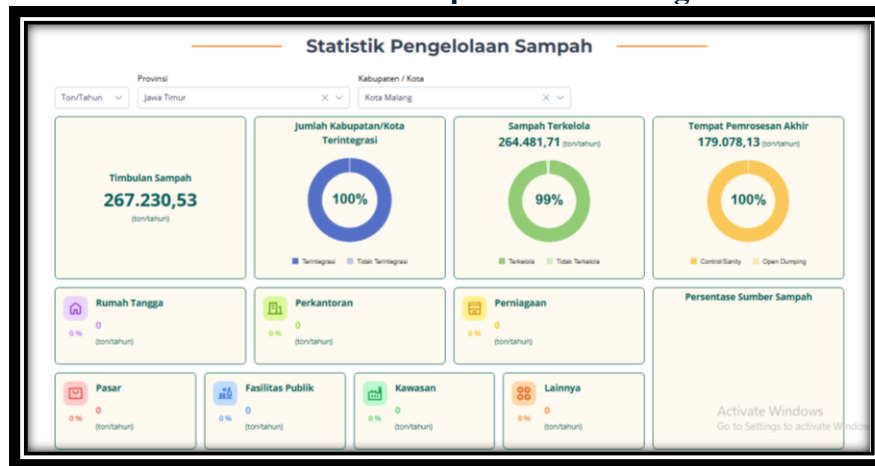 Statistik Pengelolaan Sampah
Provinsi
Kabupaten / Kota
Ton/Tahun
Jawa Timur
Kota Malang
Timbulan Sampah
267.230,53
(ton/tahun)
Jumlah Kabupatan/Kota
Terintegrasi
100%
Terintegrasi Tidak Terintegrasi
Sampah Terkelola
264.481,71 (ton/tahun)
99%
Terkelola Tidak Terkelola
Tempat Pemrosesan Akhir
179.078,13 (ton/tahun)
100%
Control/Sanity Open Dumping
Rumah Tangga
0
0 %
(ton/tahun)
Perkantoran
0
0 %
(ton/tahun)
Perniagaan
0
0 %
(ton/tahun)
Persentase Sumber Sampah
Pasar
0
0 %
(ton/tahun)
Fasilitas Publik
0
0 %
(ton/tahun)
Kawasan
0
0 %
(ton/tahun)
Lainnya
0
0 %
(ton/tahun)
Activate Windows
Go to Settings to activate Window